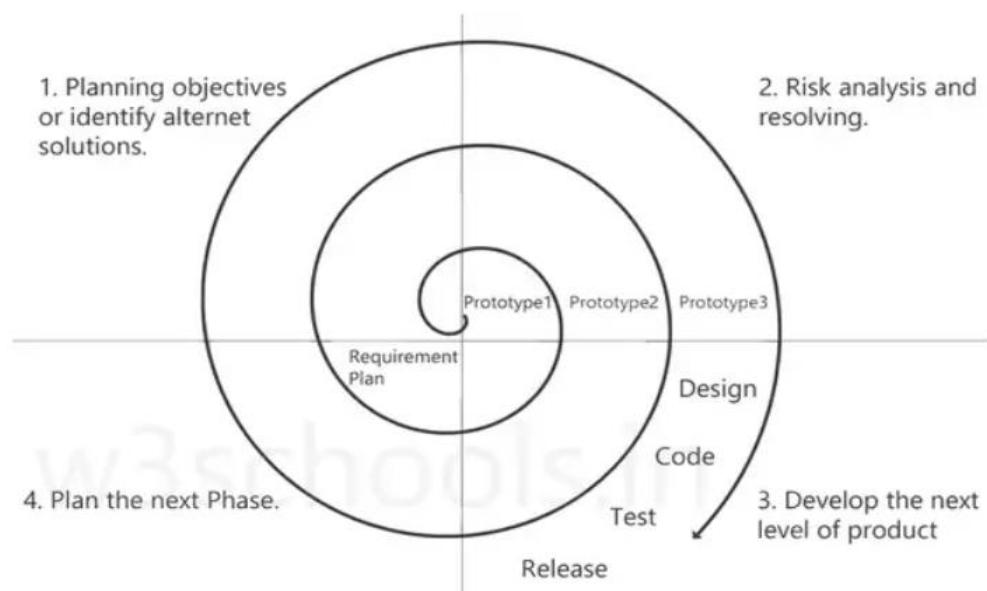 1. Planning objectives
or identify alternet
solutions.
2. Risk analysis and
resolving.
Prototype1
Prototype2
Prototype3
Requirement
Plan
Design
Code
Test
Release
4. Plan the next Phase.
3. Develop the next
level of product
w3schools.in